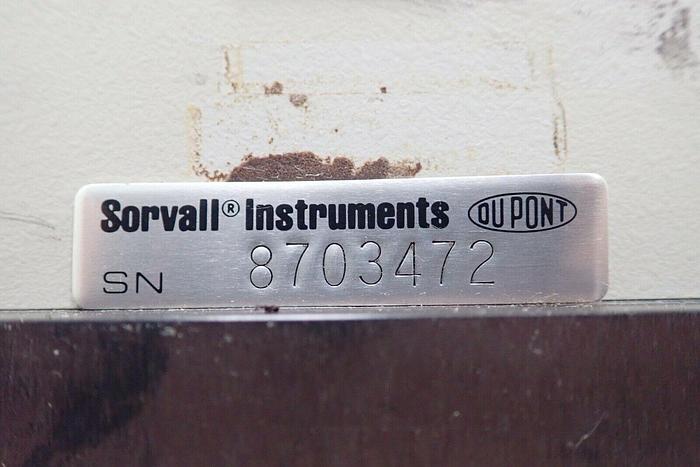 Sorvall® Instruments DU PONT
SN 8703472